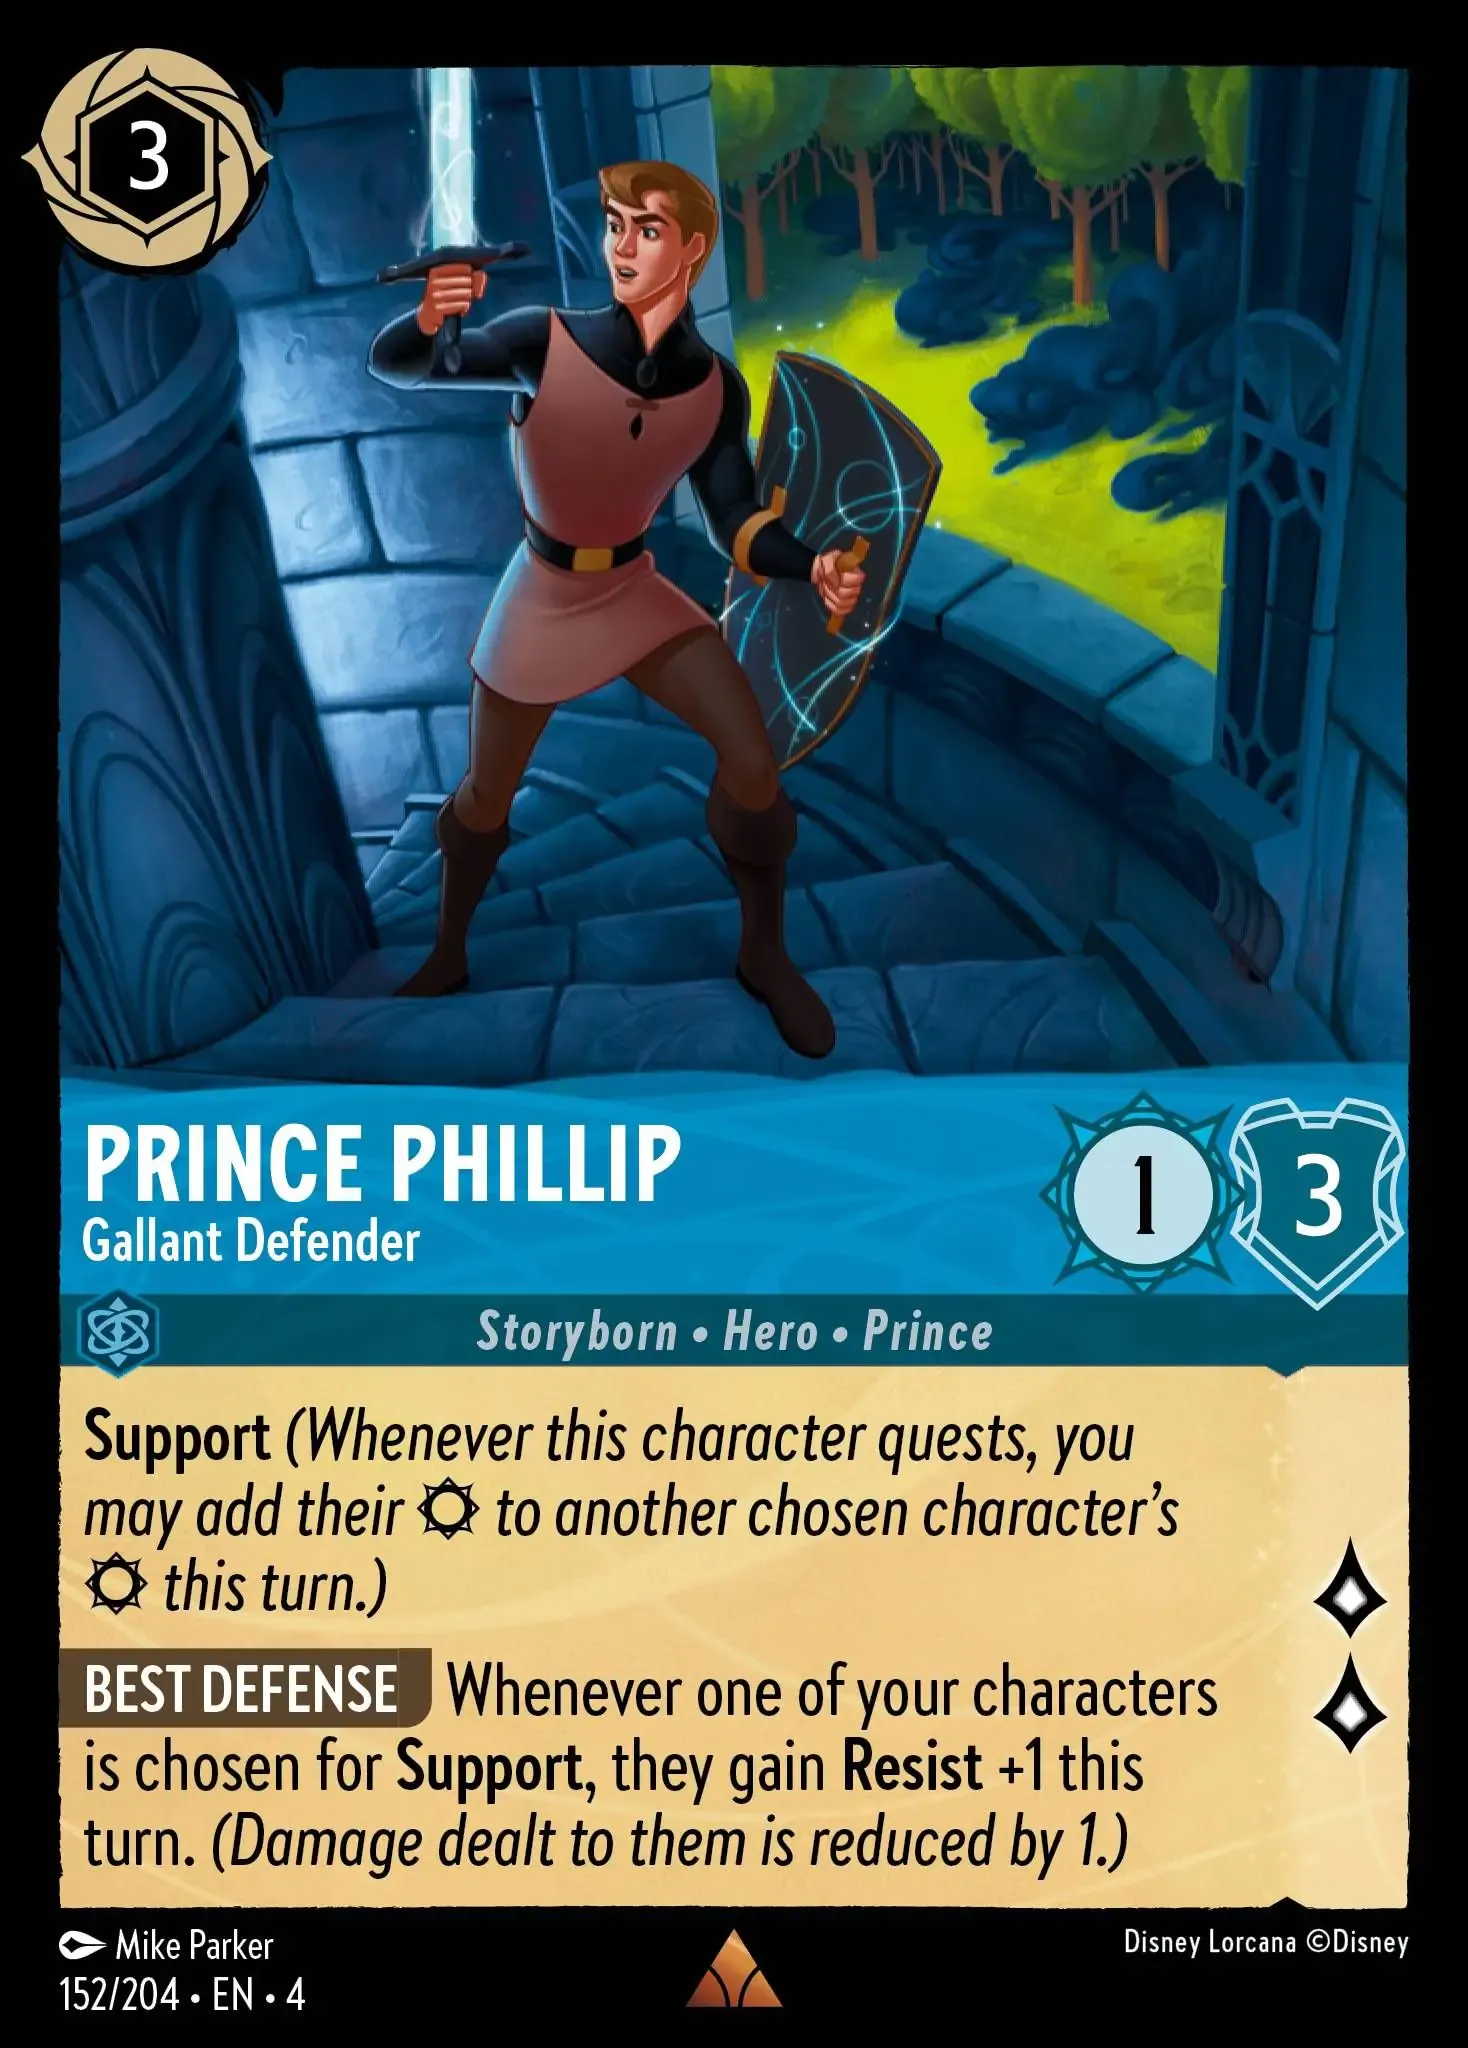 3
PRINCE PHILLIP
Gallant Defender
1
3
Storyborn • Hero • Prince
Support (Whenever this character quests, you
may add their to another chosen character's
this turn.)
BEST DEFENSE Whenever one of your characters
is chosen for Support, they gain Resist +1 this
turn. (Damage dealt to them is reduced by 1.)
Mike Parker
Disney Lorcana ©Disney
152/204 • EN • 4